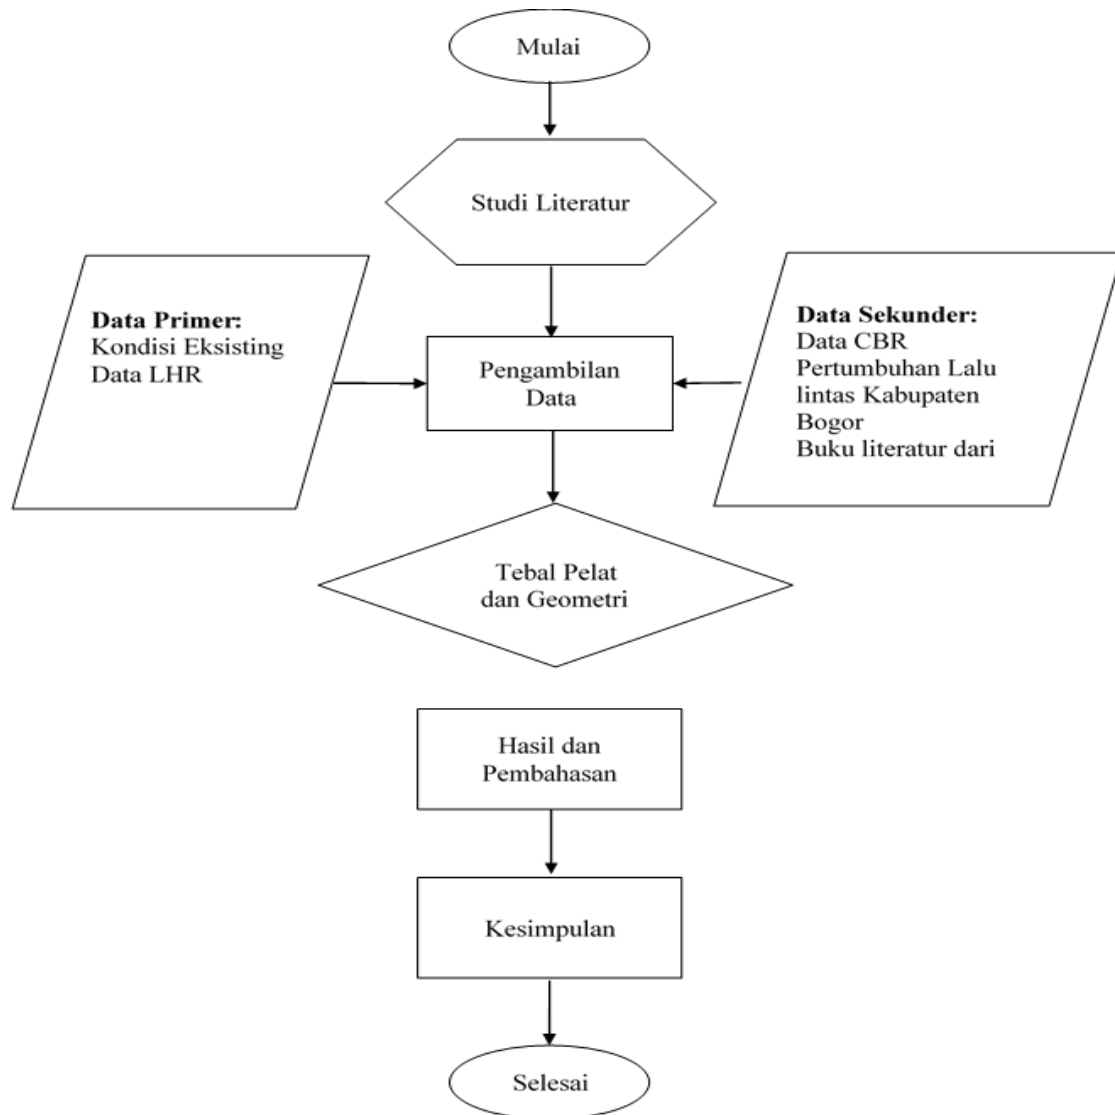 Mulai
Studi Literatur
Data Primer:
Kondisi Eksisting
Data LHR
Pengambilan
Data
Data Sekunder:
Data CBR
Pertumbuhan Lalu
lintas Kabupaten
Bogor
Buku literatur dari
Tebal Pelat
dan Geometri
Hasil dan
Pembahasan
Kesimpulan
Selesai